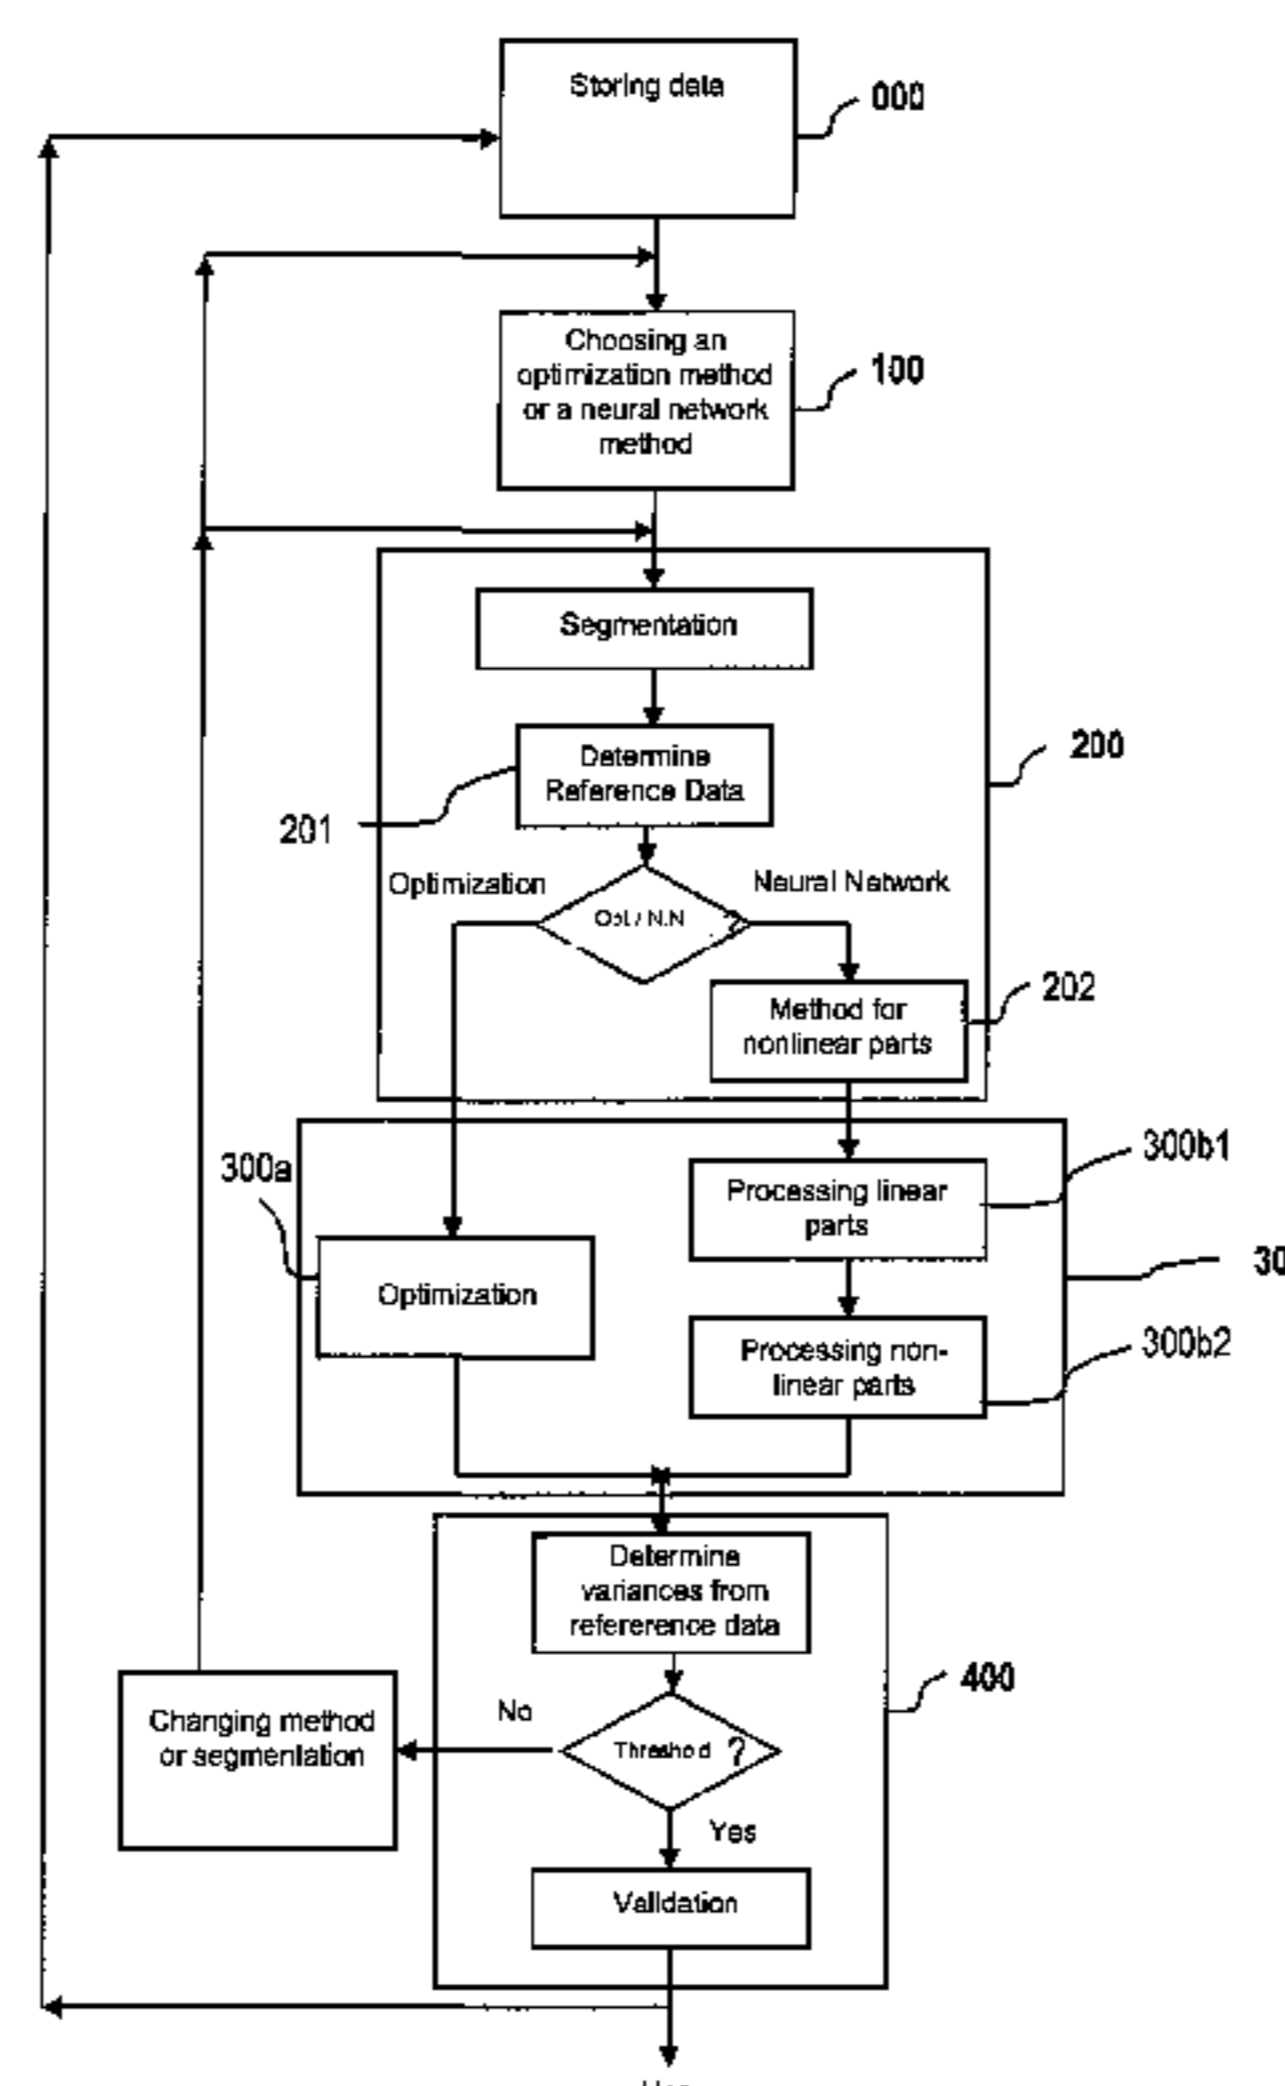 Storing data
000
Choosing an
optimization method
or a neural network
method
100
Segmentation
Determine
Reference Data
200
201
Optimization
Neural Network
Opt / N.N ?
Method for
nonlinear parts
202
300a
300b1
Processing linear
parts
30
Optimization
Processing non-
linear parts
300b2
Determine
variances from
refererence data
400
Changing method
or segmentation
No
Threshold ?
Yes
Validation